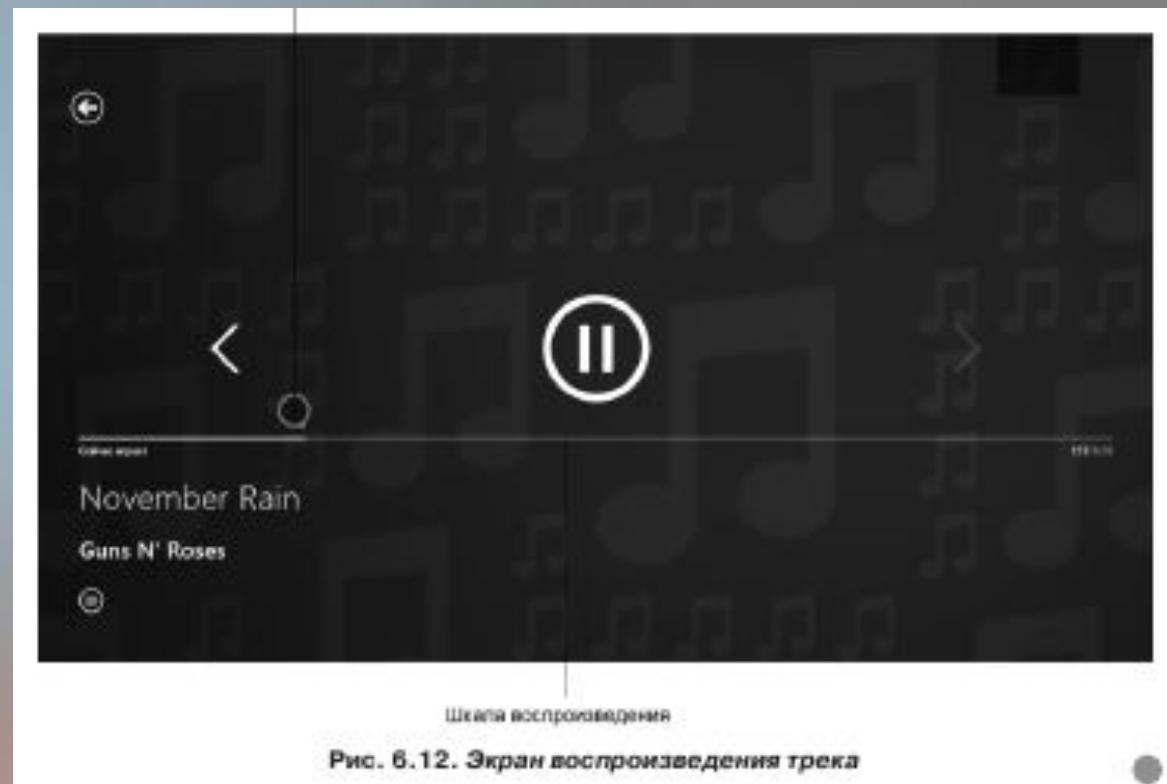 November Rain
Guns N' Roses
Шкала воспроизведения
Рис. 6.12. Экран воспроизведения трека